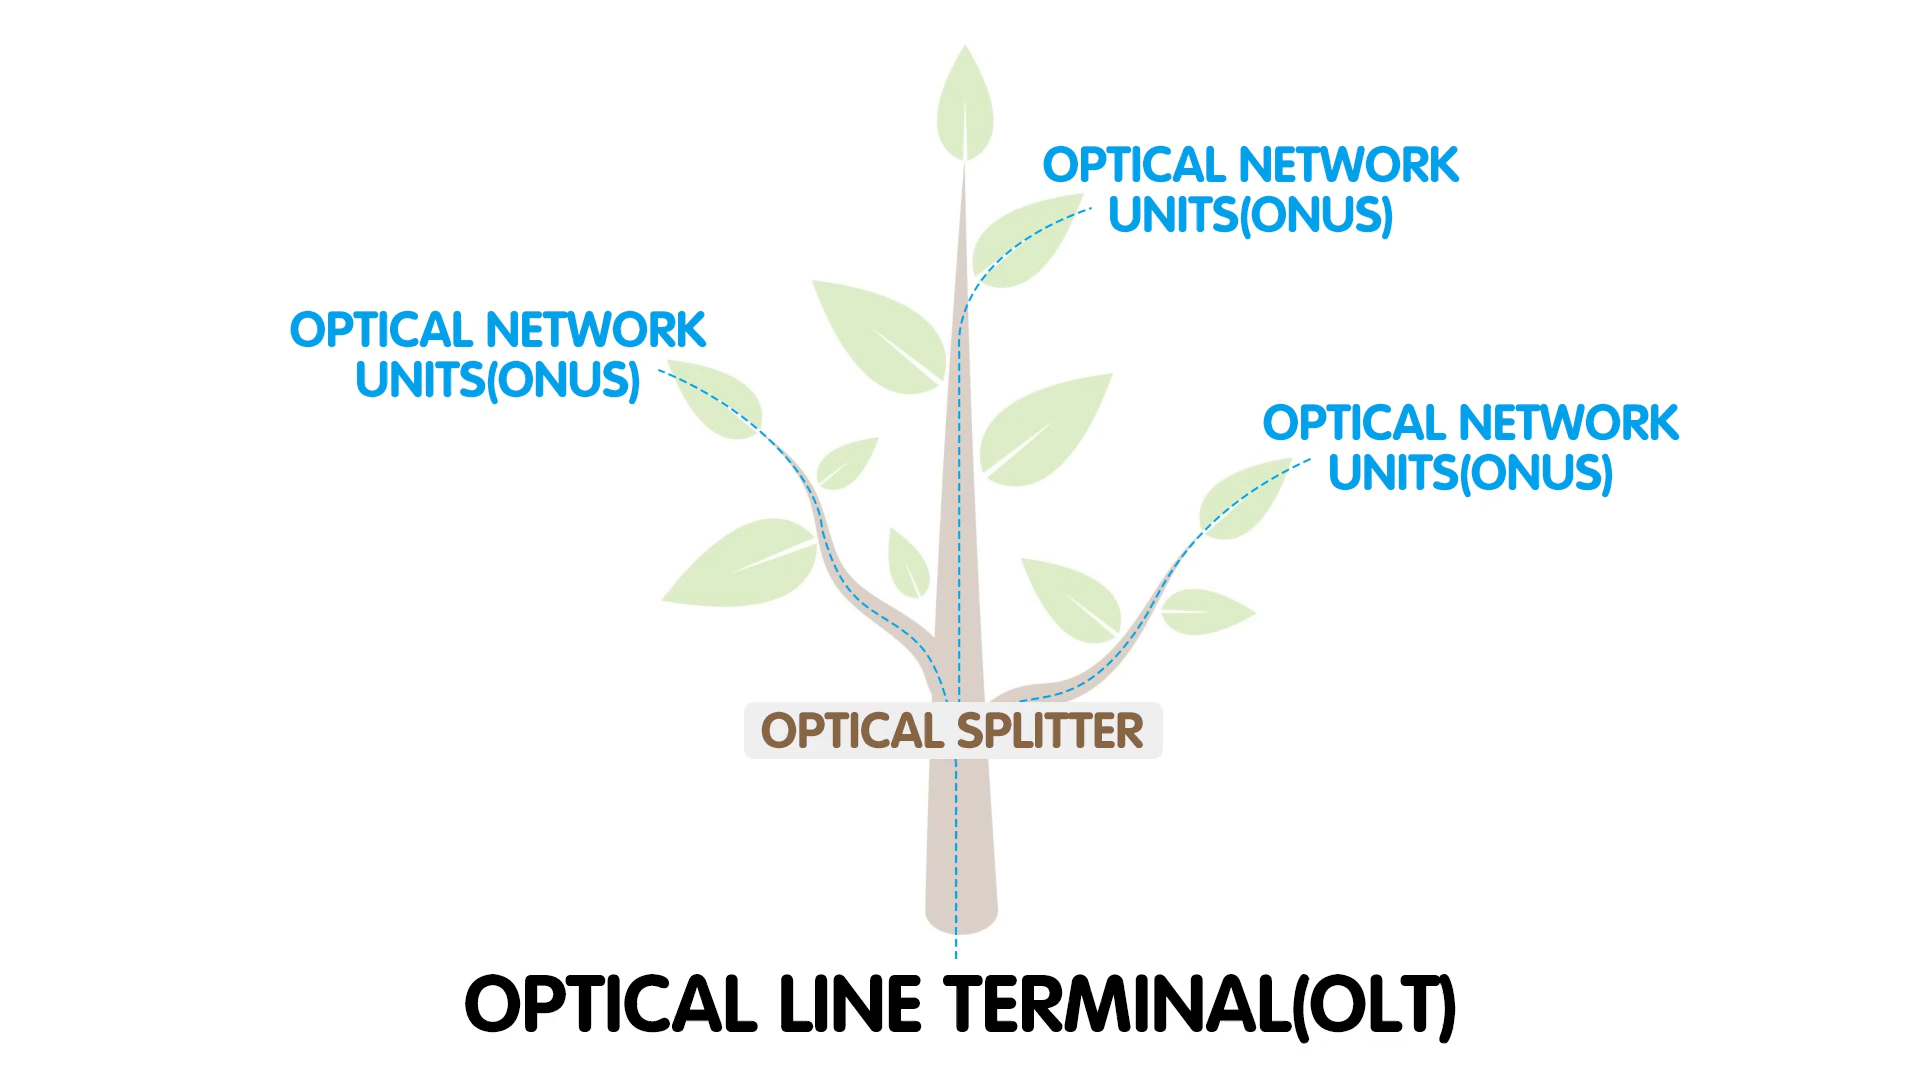 OPTICAL NETWORK
UNITS(ONUS)
OPTICAL NETWORK
UNITS(ONUS)
OPTICAL NETWORK
UNITS(ONUS)
OPTICAL SPLITTER
OPTICAL LINE TERMINAL(OLT)